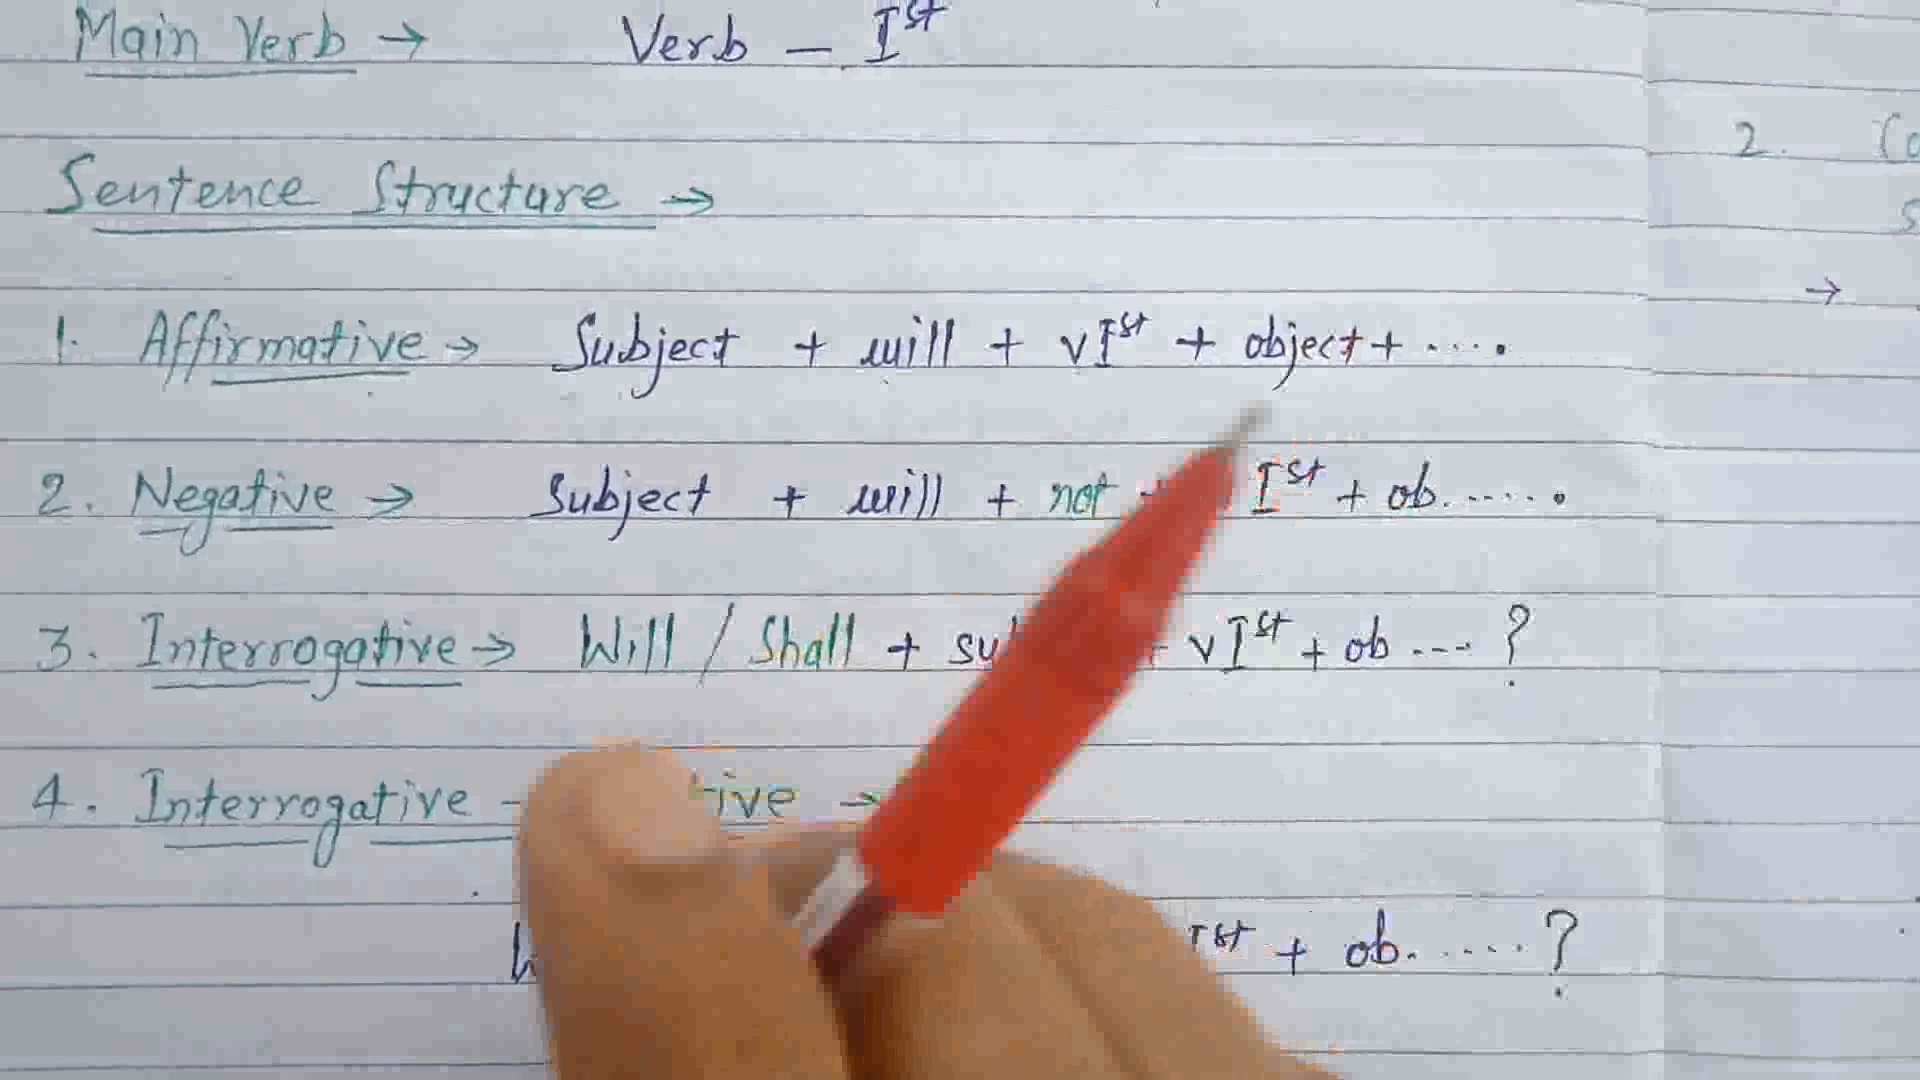 Main Verb → Verb - Ist
Sentence Structure →
1. Affirmative → Subject + will + vIst + object + ....
2. Negative → Subject + will + not + Ist + ob......
3. Interrogative → Will / Shall + + vIst + ob ---- ?
4. Interrogative - →
Ist + ob...... ?
2.
→